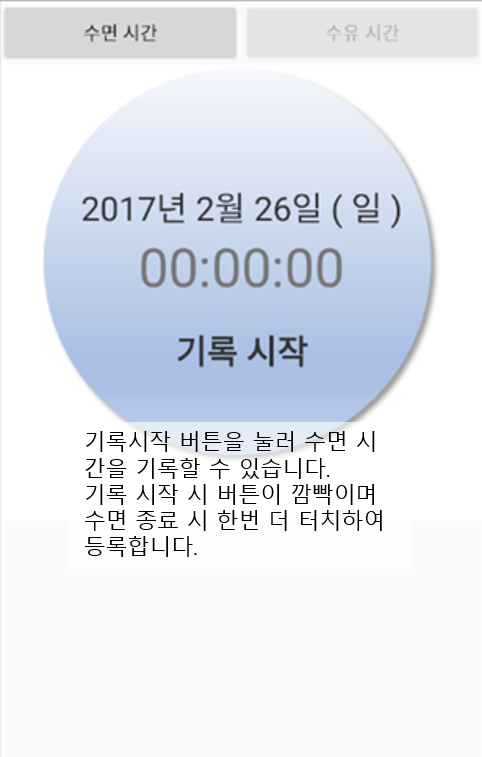 수면 시간
수유 시간
2017년 2월 26일 ( 일 )
00:00:00
기록 시작
기록시작 버튼을 눌러 수면 시
간을 기록할 수 있습니다.
기록 시작 시 버튼이 깜빡이며
수면 종료 시 한번 더 터치하여
등록합니다.